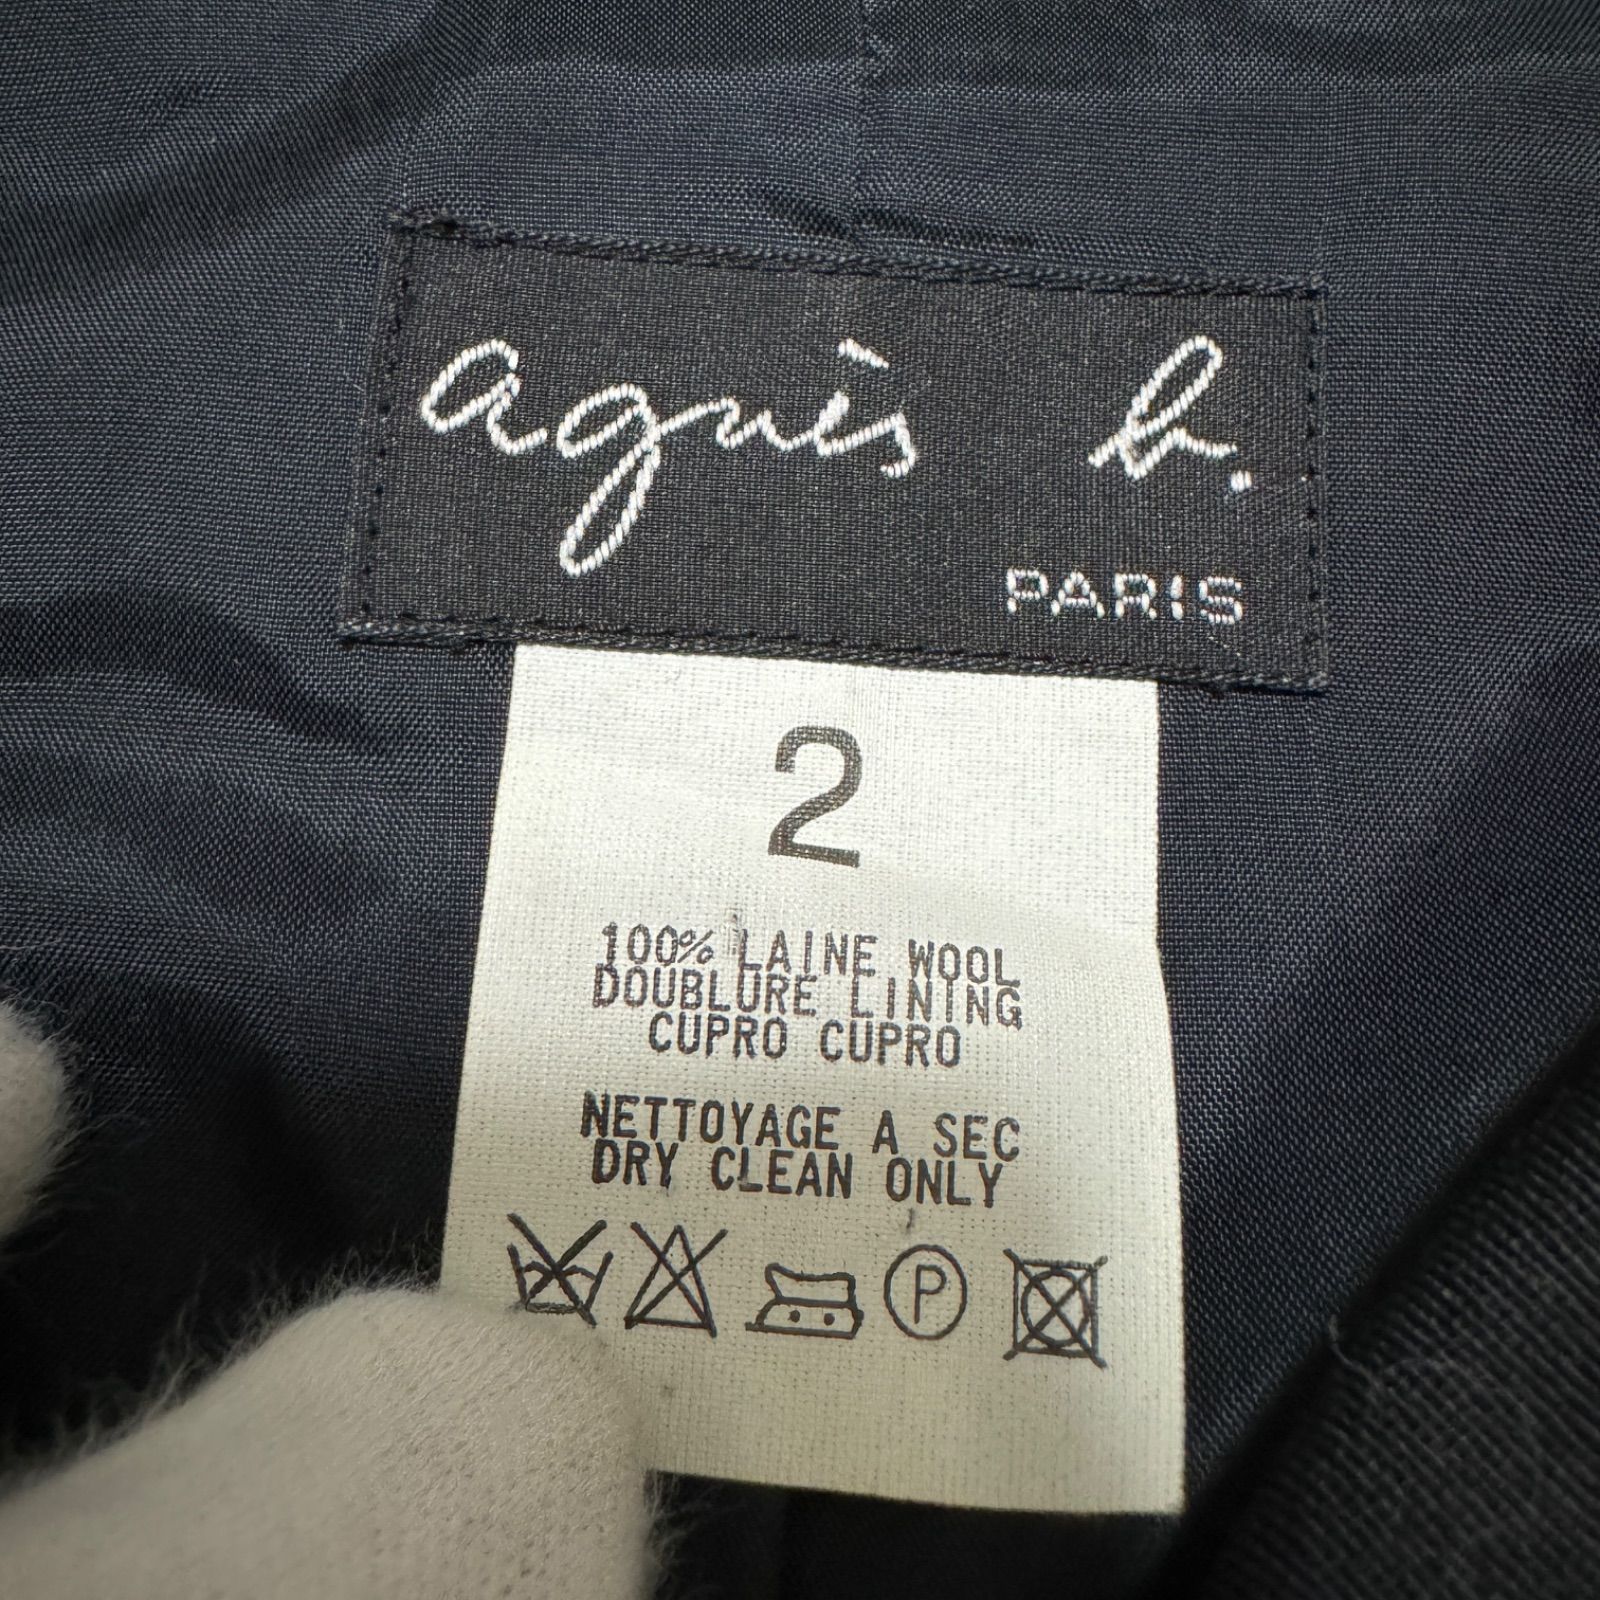 agnès b.
PARIS
2
100% LAINE WOOL
DOUBLURE LINING
CUPRO CUPRO
NETTOYAGE A SEC
DRY CLEAN ONLY
P